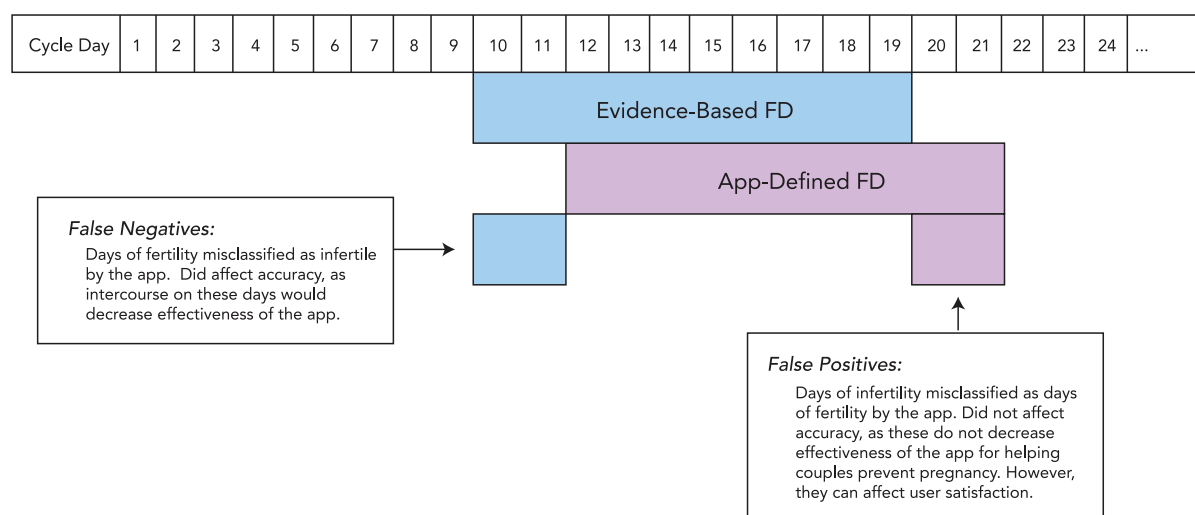 Cycle Day 1 2 3 4 5 6 7 8 9 10 11 12 13 14 15 16 17 18 19 20 21 22 23 24 ...
Evidence-Based FD
App-Defined FD
False Negatives:
Days of fertility misclassified as infertile
by the app. Did affect accuracy, as
intercourse on these days would
decrease effectiveness of the app.
False Positives:
Days of infertility misclassified as days
of fertility by the app. Did not affect
accuracy, as these do not decrease
effectiveness of the app for helping
couples prevent pregnancy. However,
they can affect user satisfaction.